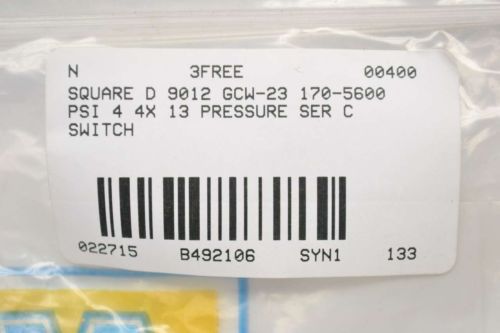 N 3FREE 00400
SQUARE D 9012 GCW-23 170-5600
PSI 4 4X 13 PRESSURE SER C
SWITCH
022715 B492106 SYN1 133